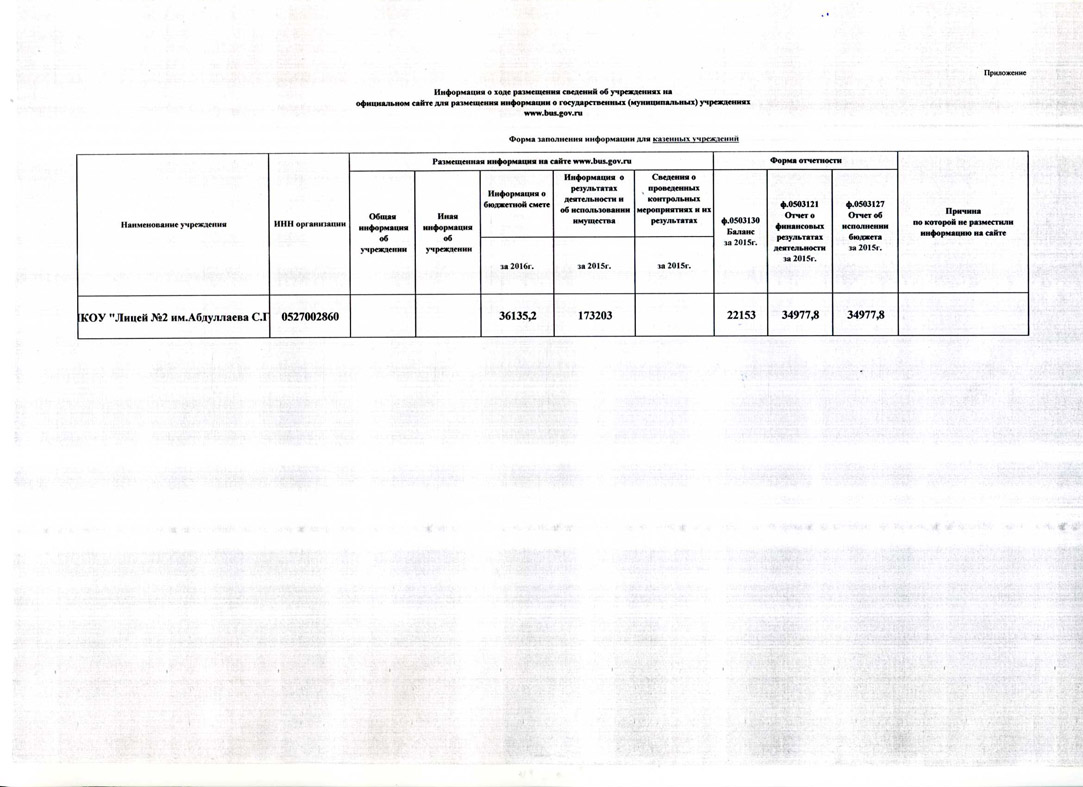 Приложение
Информация о ходе размещения сведений об учреждениях на
официальном сайте для размещения информации о государственных (муниципальных) учреждениях
www.bus.gov.ru
Форма заполнения информации для казенных учреждений
Наименование учреждения
ИНН организации
Размещенная информация на сайте www.bus.gov.ru
Общая
информация
об
учреждении
Иная
информация
об
учреждении
Информация о
бюджетной смете
за 2016г.
Информация о
результатах
деятельности и
об использовании
имущества
за 2015г.
Сведения о
проведенных
контрольных
мероприятиях и их
результатах
за 2015г.
Форма отчетности
ф.0503130
Баланс
за 2015г.
ф.0503121
Отчет о
финансовых
результатах
деятельности
за 2015г.
ф.0503127
Отчет об
исполнении
бюджета
за 2015г.
Причина
по которой не разместили
информацию на сайте
КОУ "Лицей №2 им.Абдуллаева С.Г
0527002860
36135,2
173203
22153
34977,8
34977,8